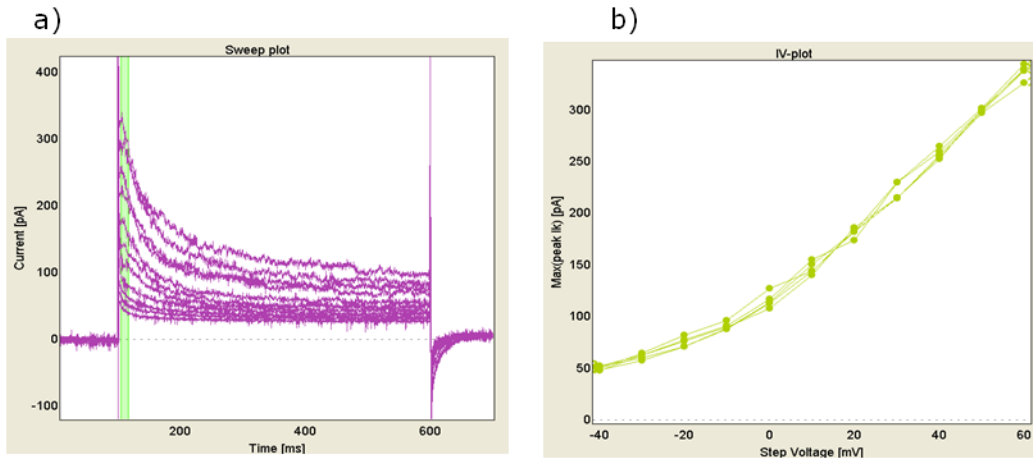 a)
Sweep plot
Current [pA]
400
300
200
100
0
-100
200
400
600
Time [ms]
b)
IV-plot
Max(peak Ik) [pA]
300
250
200
150
100
50
0
-40
-20
0
20
40
60
Step Voltage [mV]